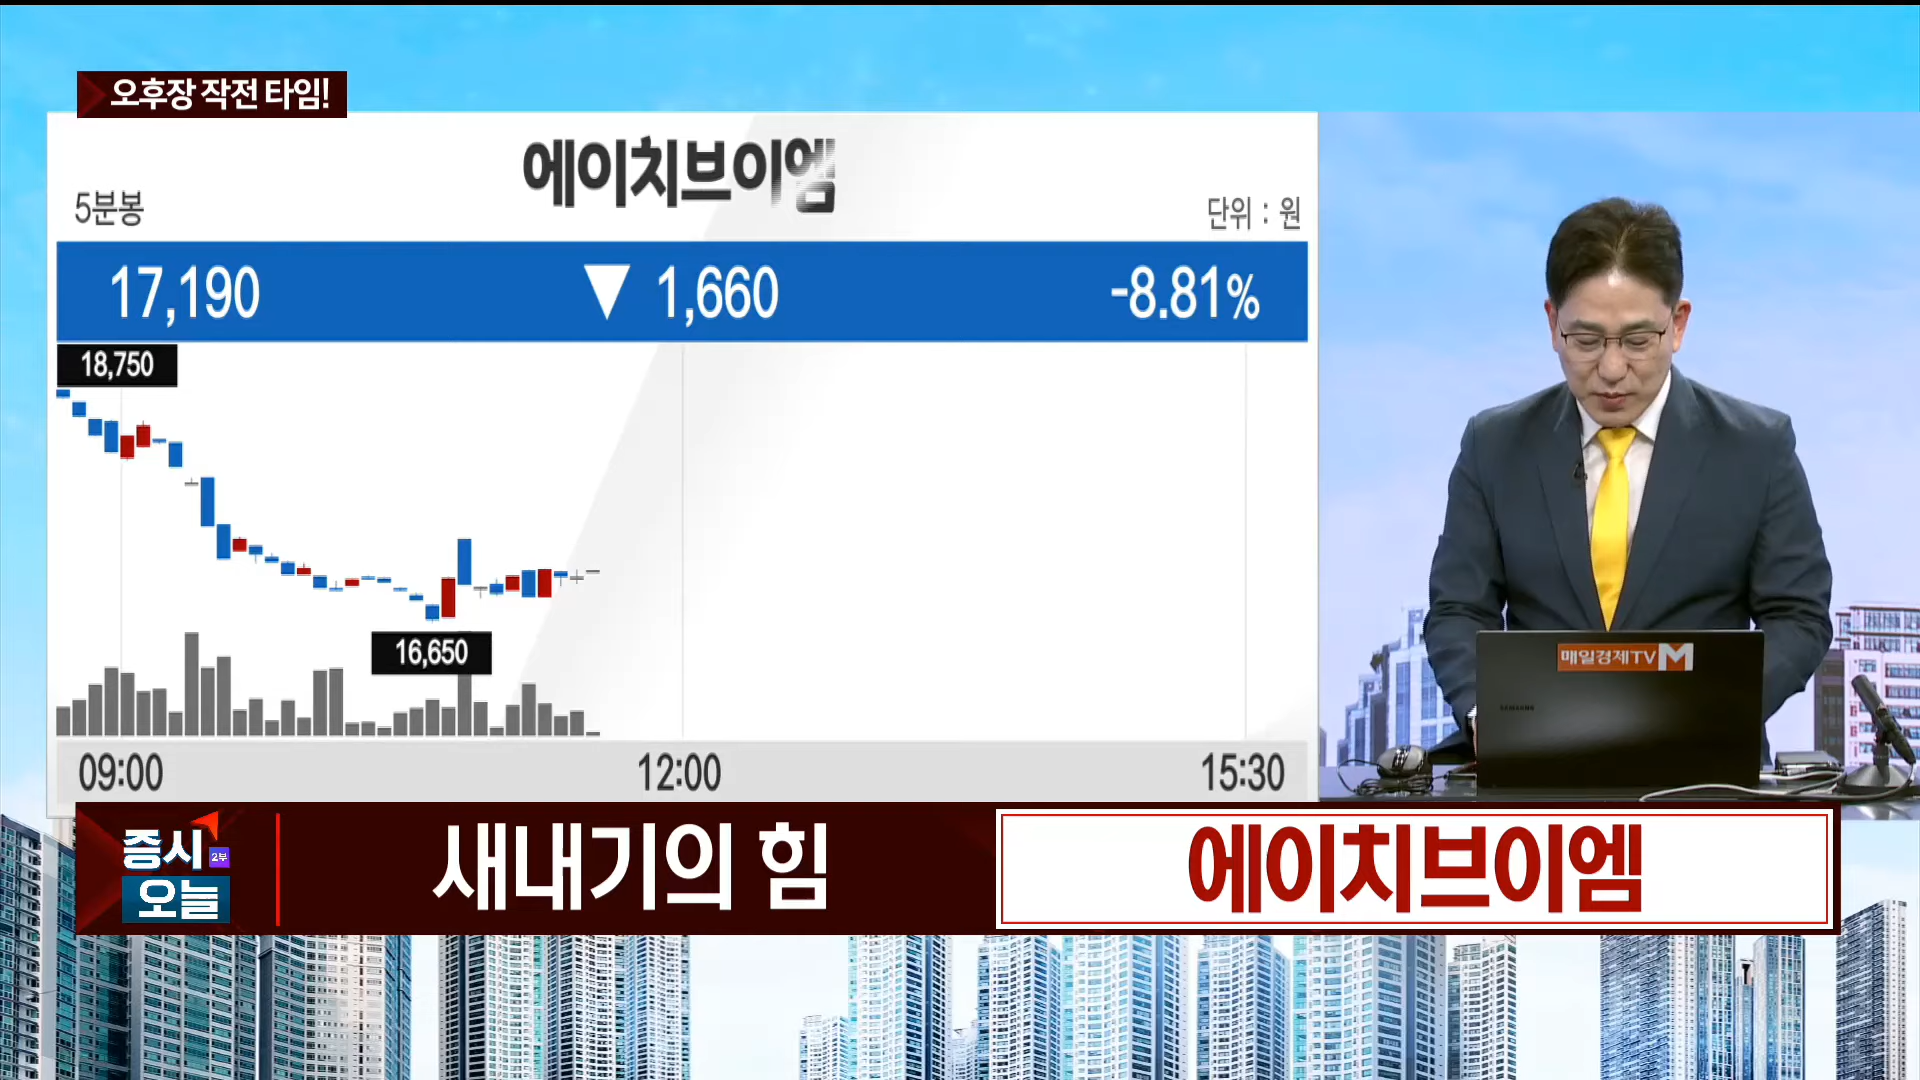 오후장 작전 타임!
에이치브이엠
5분봉
단위 : 원
17,190 ▼ 1,660 -8.81%
18,750
16,650
09:00 12:00 15:30
매일경제TV M
SAMSUNG
증시 2부
오늘
새내기의 힘
에이치브이엠